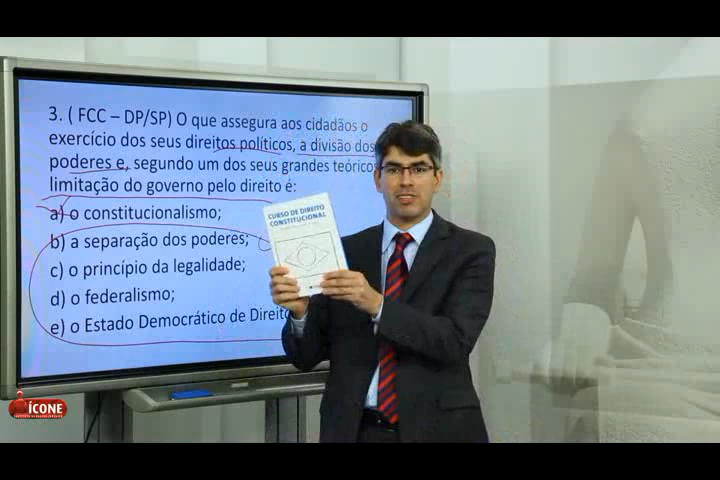 3. ( FCC – DP/SP) O que assegura aos cidadãos o
exercício dos seus direitos políticos, a divisão dos
poderes e, segundo um dos seus grandes teóricos
limitação do governo pelo direito é:
a) o constitucionalismo;
b) a separação dos poderes;
c) o princípio da legalidade;
d) o federalismo;
e) o Estado Democrático de Direito
CURSO DE DIREITO
CONSTITUCIONAL
ÍCONE